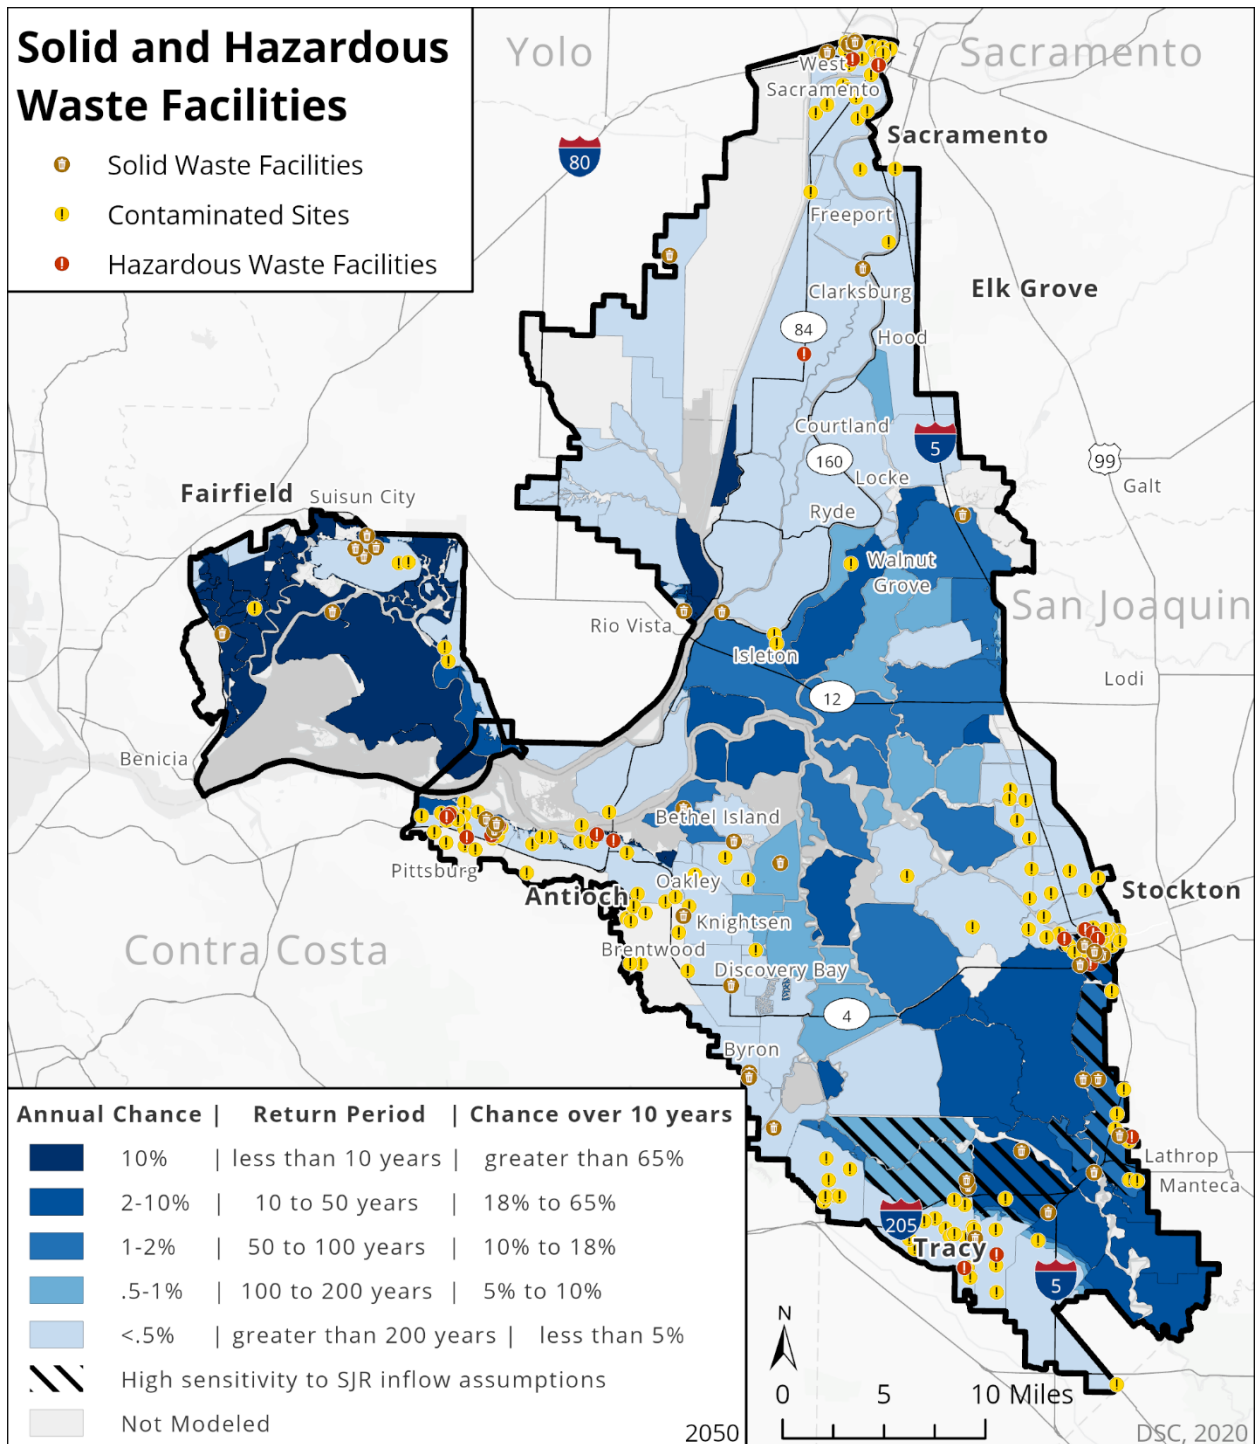 Solid and Hazardous
Waste Facilities
Solid Waste Facilities
Contaminated Sites
Hazardous Waste Facilities
Yolo
Sacramento
West
Sacramento
80
Sacramento
Freeport
Elk Grove
Clarksburg
84
Hood
Courtland
5
160
99
Locke
Galt
Fairfield
Suisun City
Ryde
Walnut
Grove
San Joaquin
Rio Vista
Isleton
Lodi
12
Benicia
Bethel Island
Pittsburg
Oakley
Antioch
Stockton
Knightsen
Contra Costa
Brentwood
Discovery Bay
4
Byron
Annual Chance | Return Period | Chance over 10 years
10% | less than 10 years | greater than 65%
2-10% | 10 to 50 years | 18% to 65%
1-2% | 50 to 100 years | 10% to 18%
.5-1% | 100 to 200 years | 5% to 10%
<.5% | greater than 200 years | less than 5%
High sensitivity to SJR inflow assumptions
Not Modeled
Lathrop
Manteca
205
Tracy
5
N
0 5 10 Miles
2050
DSC, 2020